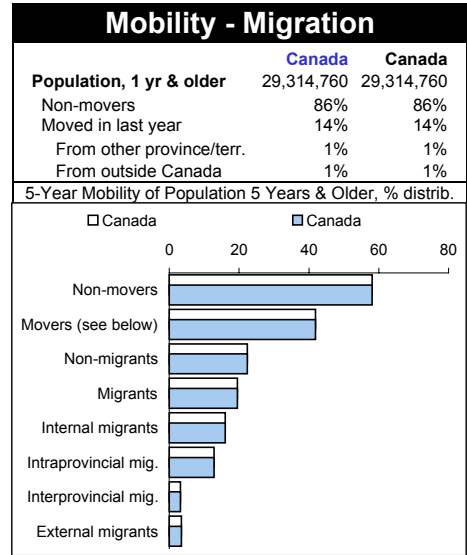 Mobility - Migration
Canada Canada
Population, 1 yr & older 29,314,760 29,314,760
Non-movers 86% 86%
Moved in last year 14% 14%
From other province/terr. 1% 1%
From outside Canada 1% 1%
5-Year Mobility of Population 5 Years & Older, % distrib.
Canada Canada
0 20 40 60 80
Non-movers
Movers (see below)
Non-migrants
Migrants
Internal migrants
Intraprovincial mig.
Interprovincial mig.
External migrants